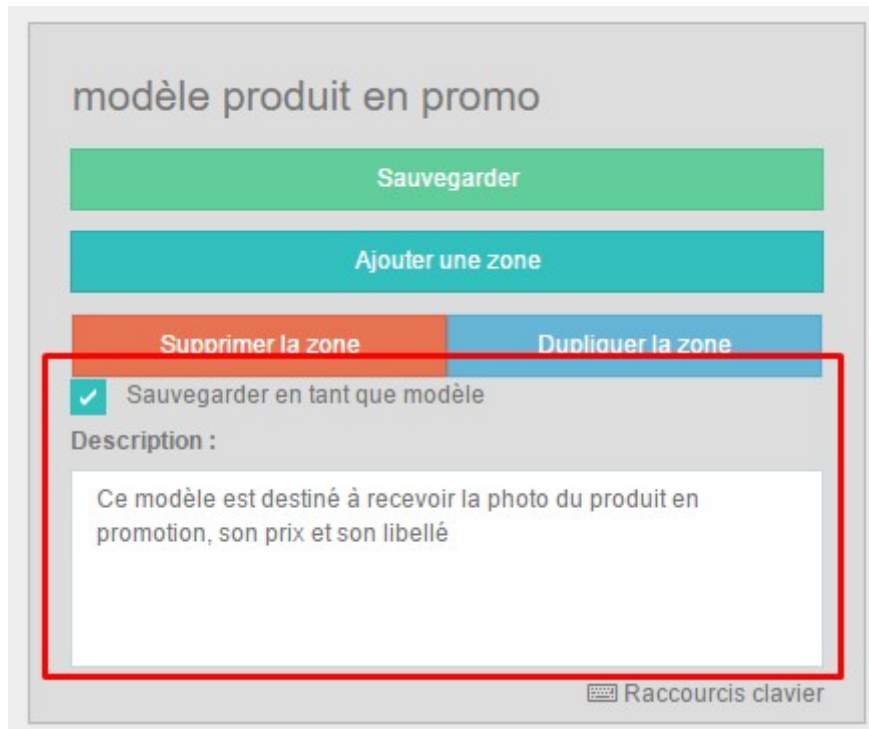 modèle produit en promo
Sauvegarder
Ajouter une zone
Supprimer la zone Dupliquer la zone
Sauvegarder en tant que modèle
Description :
Ce modèle est destiné à recevoir la photo du produit en
promotion, son prix et son libellé
Raccourcis clavier